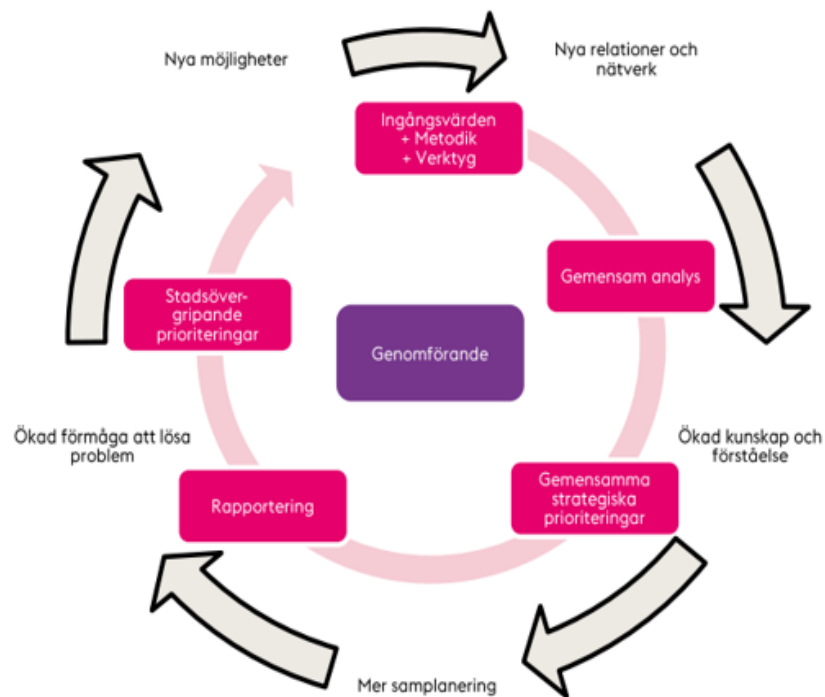 Nya möjligheter
Nya relationer och
nätverk
Ingångsvärden
+ Metodik
+ Verktyg
Gemensam analys
Stadsöver-
gripande
prioriteringar
Genomförande
Ökad förmåga att lösa
problem
Ökad kunskap och
förståelse
Gemensamma
strategiska
prioriteringar
Rapportering
Mer samplanering